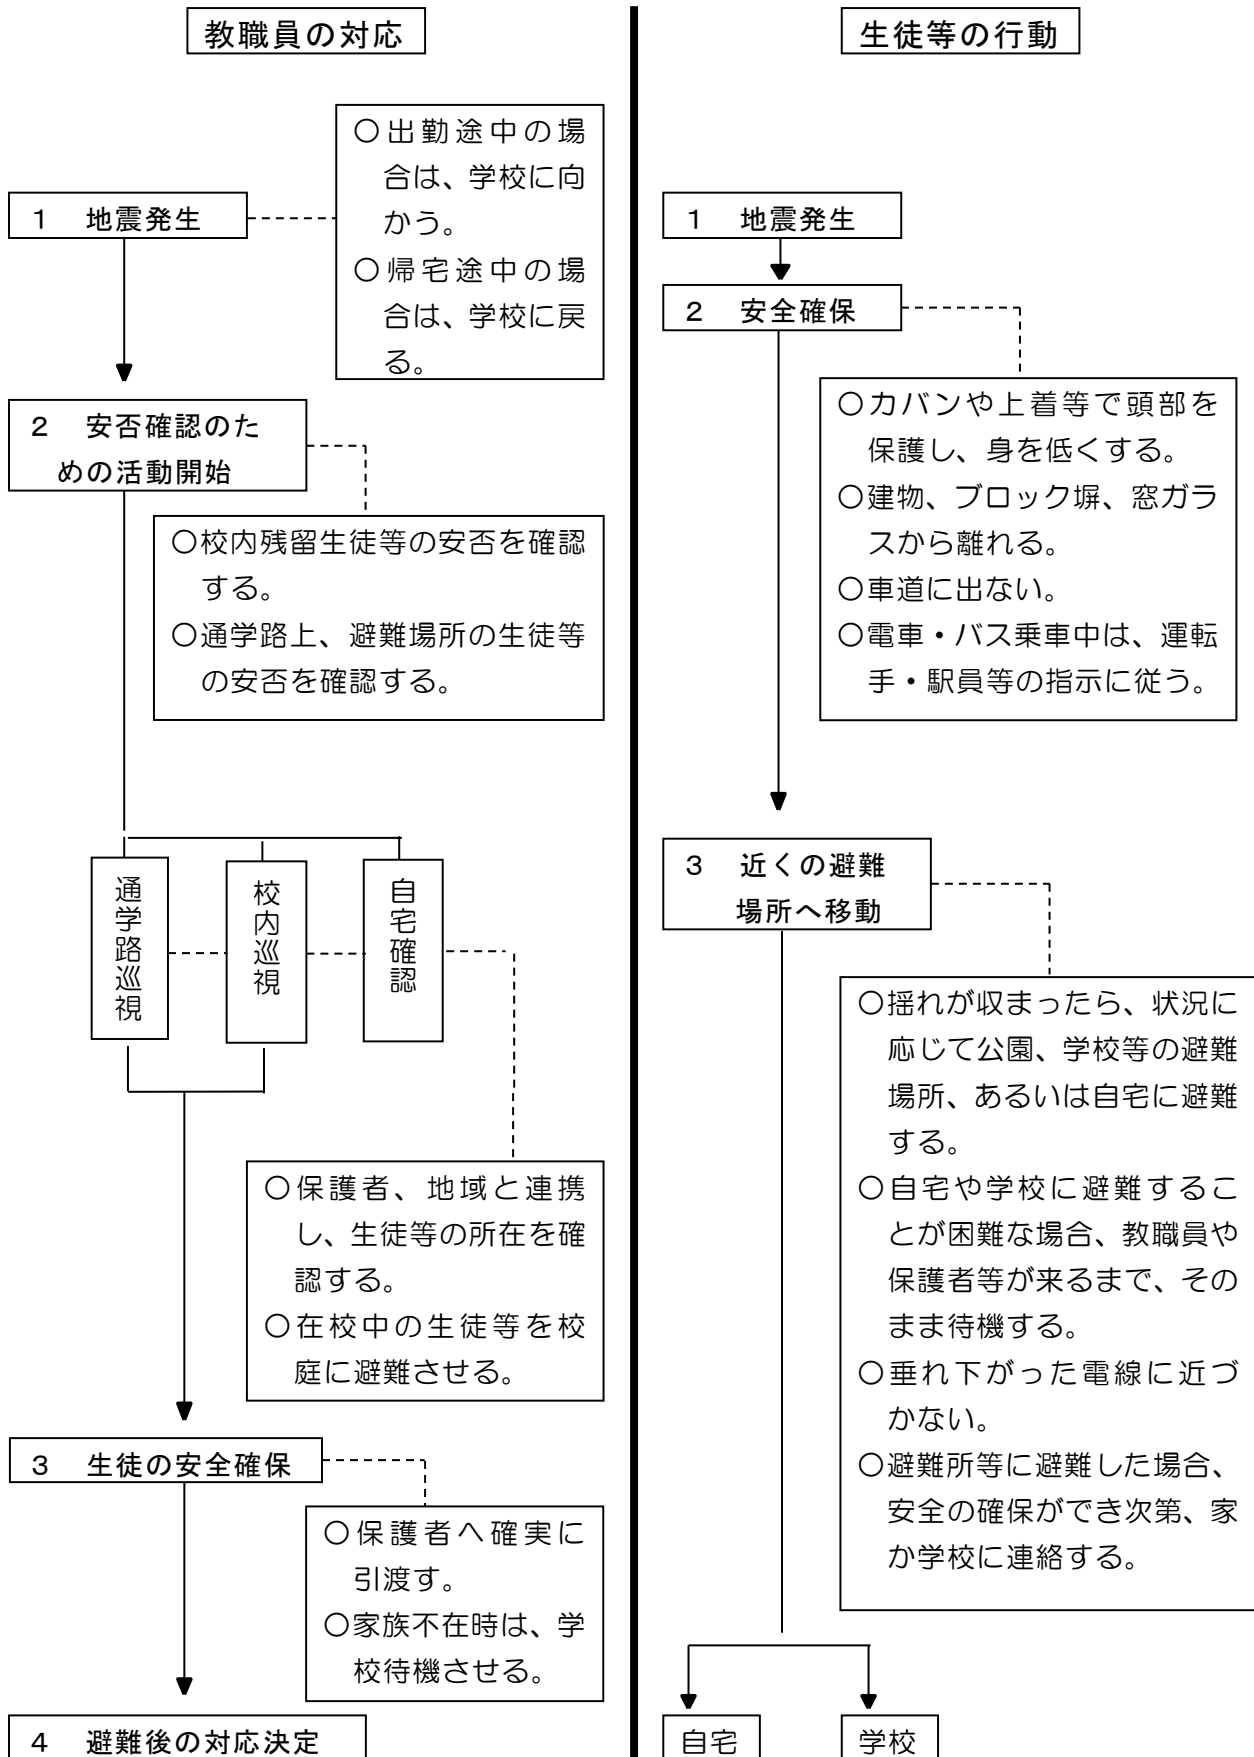 教職員の対応
○出勤途中の場
合は、学校に向
かう。
○帰宅途中の場
合は、学校に戻
る。
1 地震発生
2 安否確認のた
めの活動開始
○校内残留生徒等の安否を確認
する。
○通学路上、避難場所の生徒等
の安否を確認する。
通学路巡視
校内巡視
自宅確認
○保護者、地域と連携
し、生徒等の所在を確
認する。
○在校中の生徒等を校
庭に避難させる。
3 生徒の安全確保
○保護者へ確実に
引渡す。
○家族不在時は、学
校待機させる。
4 避難後の対応決定
生徒等の行動
1 地震発生
2 安全確保
○カバンや上着等で頭部を
保護し、身を低くする。
○建物、ブロック塀、窓ガラ
スから離れる。
○車道に出ない。
○電車・バス乗車中は、運転
手・駅員等の指示に従う。
3 近くの避難
場所へ移動
○揺れが収まったら、状況に
応じて公園、学校等の避難
場所、あるいは自宅に避難
する。
○自宅や学校に避難するこ
とが困難な場合、教職員や
保護者等が来るまで、その
まま待機する。
○垂れ下がった電線に近づ
かない。
○避難所等に避難した場合、
安全の確保ができ次第、家
か学校に連絡する。
自宅
学校